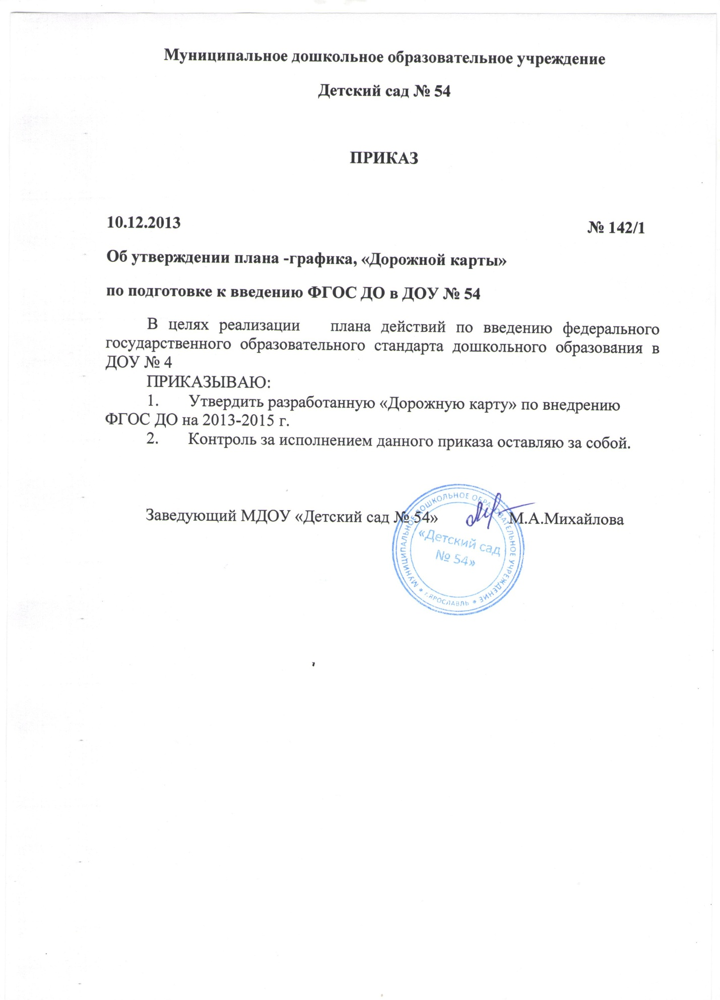 Муниципальное дошкольное образовательное учреждение
Детский сад № 54
ПРИКАЗ
10.12.2013 № 142/1
Об утверждении плана -графика, «Дорожной карты»
по подготовке к введению ФГОС ДО в ДОУ № 54
В целях реализации плана действий по введению федерального
государственного образовательного стандарта дошкольного образования в
ДОУ № 4
ПРИКАЗЫВАЮ:
1. Утвердить разработанную «Дорожную карту» по внедрению
ФГОС ДО на 2013-2015 г.
2. Контроль за исполнением данного приказа оставляю за собой.
Заведующий МДОУ «Детский сад № 54» М.А.Михайлова
МУНИЦИПАЛЬНОЕ ДОШКОЛЬНОЕ ОБРАЗОВАТЕЛЬНОЕ УЧРЕЖДЕНИЕ * г.ЯРОСЛАВЛЬ *
«Детский сад
№ 54»